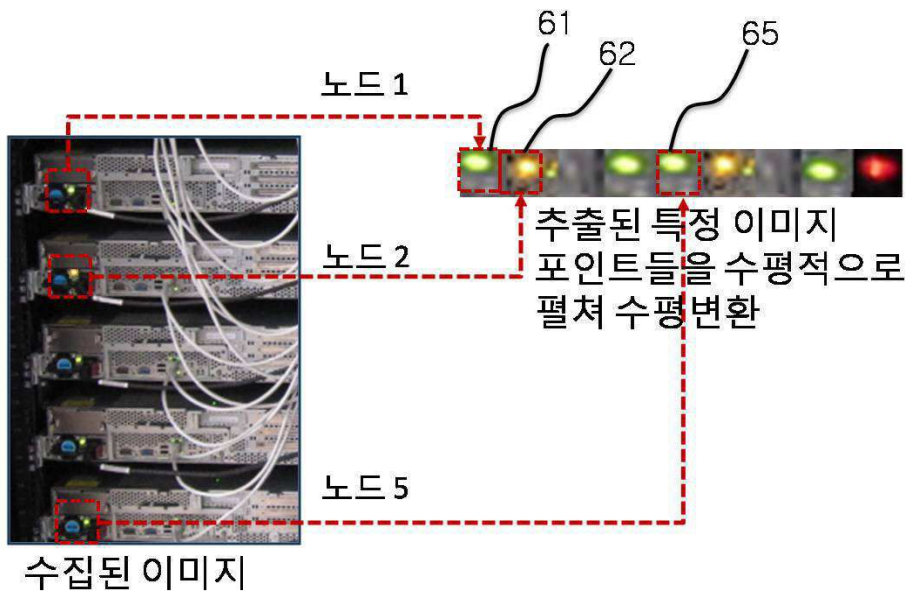 61
62
65
노드 1
노드 2
추출된 특정 이미지
포인트들을 수평적으로
펼쳐 수평변환
노드 5
수집된 이미지